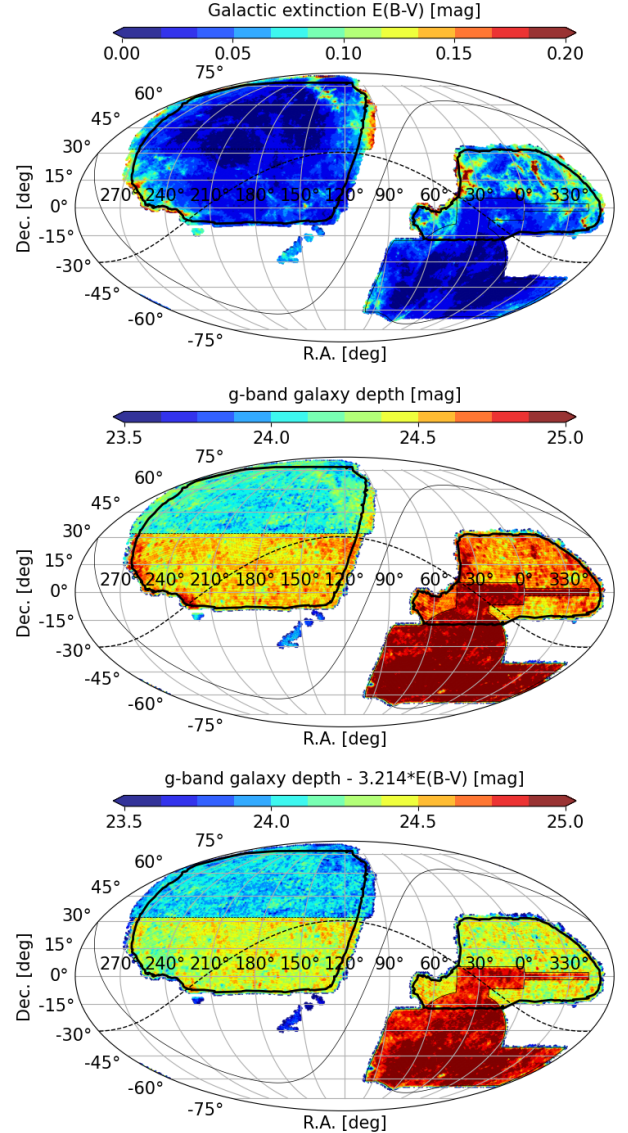 Galactic extinction E(B-V) [mag]
0.00 0.05 0.10 0.15 0.20
75°
60°
45°
30°
15°
270° 240° 210° 180° 150° 120° 90° 60° 30° 0° 330°
0°
-15°
-30°
-45°
-60°
-75°
Dec. [deg]
R.A. [deg]
g-band galaxy depth [mag]
23.5 24.0 24.5 25.0
75°
60°
45°
30°
15°
270° 240° 210° 180° 150° 120° 90° 60° 30° 0° 330°
0°
-15°
-30°
-45°
-60°
-75°
Dec. [deg]
R.A. [deg]
g-band galaxy depth - 3.214*E(B-V) [mag]
23.5 24.0 24.5 25.0
75°
60°
45°
30°
15°
270° 240° 210° 180° 150° 120° 90° 60° 30° 0° 330°
0°
-15°
-30°
-45°
-60°
-75°
Dec. [deg]
R.A. [deg]